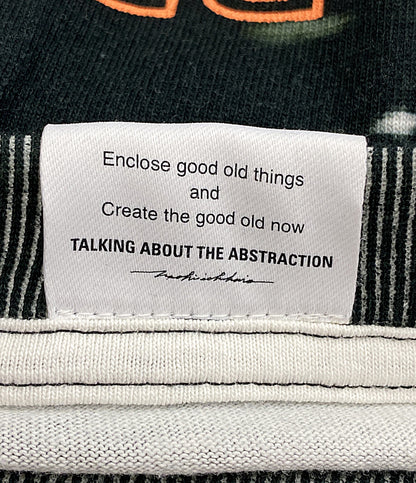 Enclose good old things
and
Create the good old now
TALKING ABOUT THE ABSTRACTION